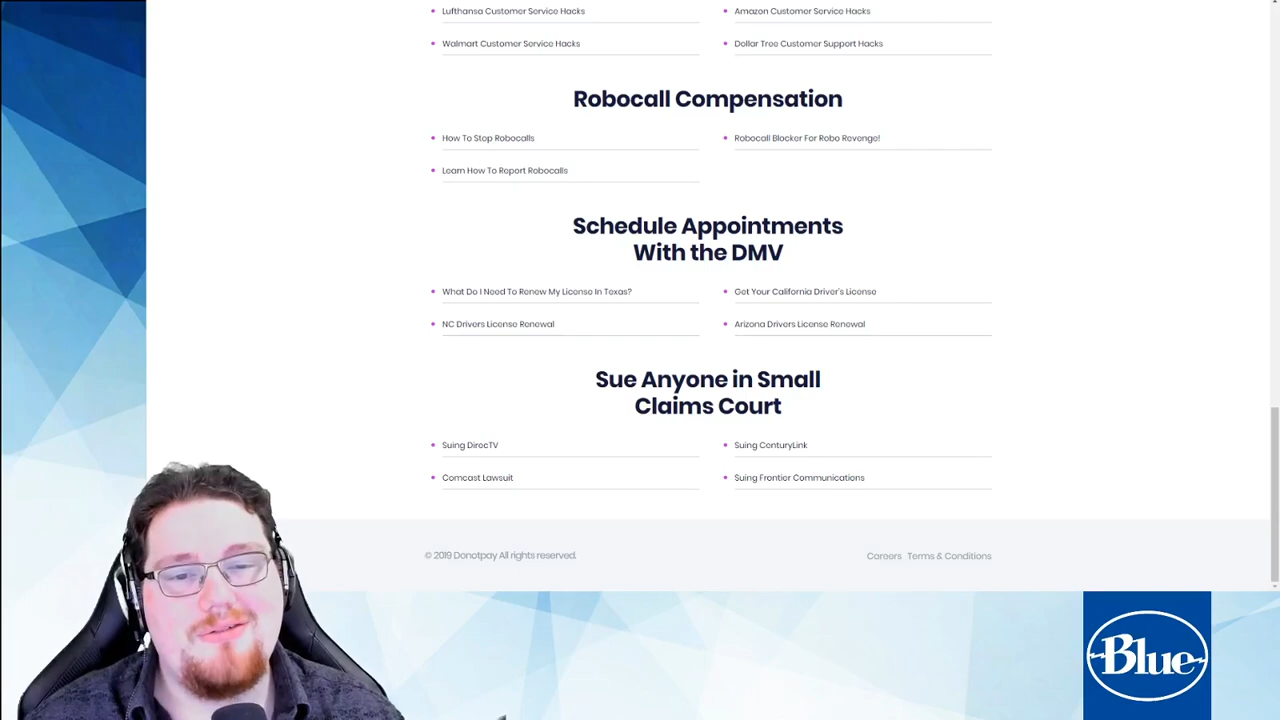 Lufthansa Customer Service Hacks
Amazon Customer Service Hacks
Walmart Customer Service Hacks
Dollar Tree Customer Support Hacks
Robocall Compensation
How To Stop Robocalls
Robocall Blocker For Robo Revenge!
Learn How To Report Robocalls
Schedule Appointments
With the DMV
What Do I Need To Renew My License In Texas?
Get Your California Driver's License
NC Drivers License Renewal
Arizona Drivers License Renewal
Sue Anyone in Small
Claims Court
Suing DirecTV
Suing CenturyLink
Comcast Lawsuit
Suing Frontier Communications
© 2019 Donotpay All rights reserved.
Careers Terms & Conditions
Blue